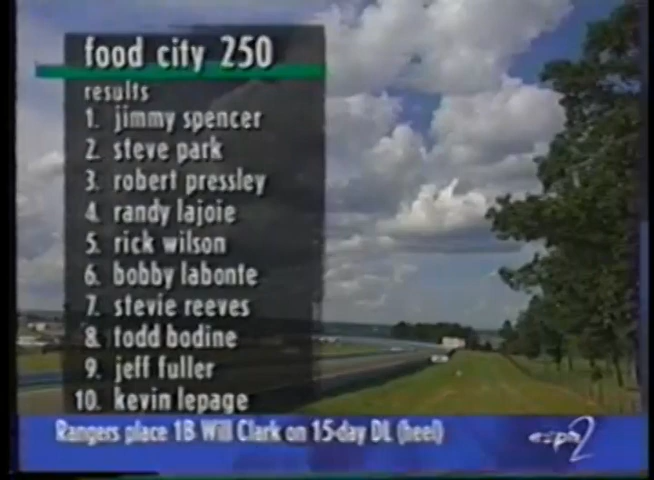 food city 250
results
1. jimmy spencer
2. steve park
3. robert pressley
4. randy lajoie
5. rick wilson
6. bobby labonte
7. stevie reeves
8. todd bodine
9. jeff fuller
10. kevin lepage
Rangers place 1B Will Clark on 15-day DL (heel)
espn2